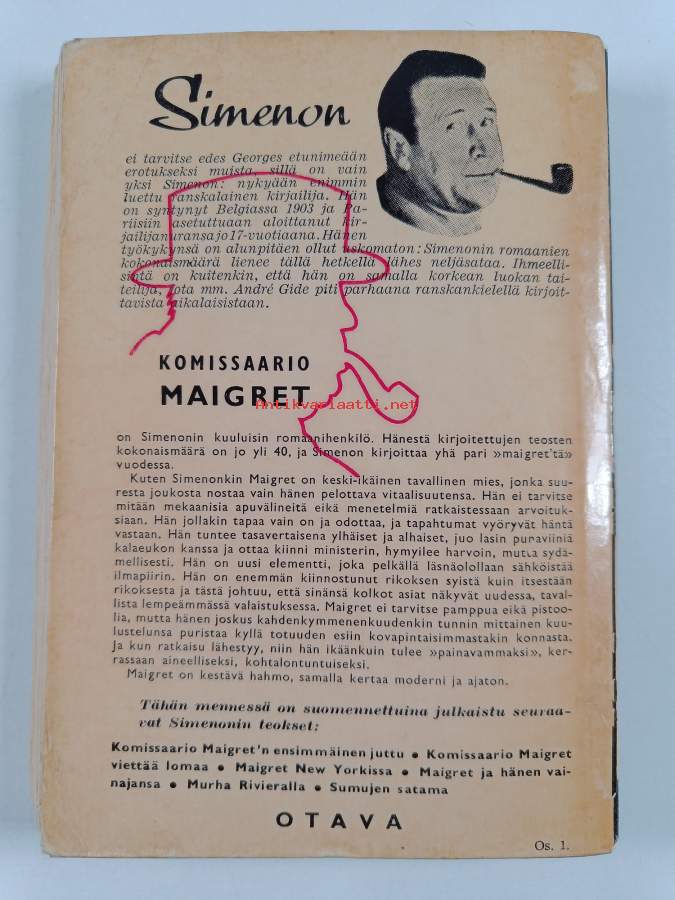 Simenon
ei tarvitse edes Georges etunimeään
erotukseksi muista, sillä on vain
yksi Simenon: nykyään enimmin
luettu ranskalainen kirjailija. Hän
on syntynyt Belgiassa 1903 ja Pa-
riisiin asetuttuaan aloittanut kir-
jailijanuransa jo 17-vuotiaana. Hänen
työkykynsä on alunpitäen ollut uskomaton: Simenonin romaanien
kokonaismäärä lienee tällä hetkellä lähes neljäsataa. Ihmeelli-
sintä on kuitenkin, että hän on samalla korkean luokan tai-
teilija, jota mm. André Gide piti parhaana ranskankielellä kirjoit-
tavista aikalaisistaan.
KOMISSAARIO
MAIGRET
Antikvariaatti.net
on Simenonin kuuluisin romaanihenkilö. Hänestä kirjoitettujen teosten
kokonaismäärä on jo yli 40, ja Simenon kirjoittaa yhä pari »maigret'tä»
vuodessa.
Kuten Simenonkin Maigret on keski-ikäinen tavallinen mies, jonka suu-
resta joukosta nostaa vain hänen pelottava vitaalisuutensa. Hän ei tarvitse
mitään mekaanisia apuvälineitä eikä menetelmiä ratkaistessaan arvoituk-
siaan. Hän jollakin tapaa vain on ja odottaa, ja tapahtumat vyöryvät häntä
vastaan. Hän tuntee tasavertaisena ylhäiset ja alhaiset, juo lasin puraviiniä
kalaeukon kanssa ja ottaa kiinni ministerin, hymyilee harvoin, mutta sydä-
mellisesti. Hän on uusi elementti, joka pelkällä läsnäolollaan sähköistää
ilmapiirin. Hän on enemmän kiinnostunut rikoksen syistä kuin itsestään
rikoksesta ja tästä johtuu, että sinänsä kolkot asiat näkyvät uudessa, taval-
lista lempeämmässä valaistuksessa. Maigret ei tarvitse pamppua eikä pistoo-
lia, mutta hänen joskus kahdenkymmenenkuudenkin tunnin mittainen kuu-
lustelunsa puristaa kyllä totuuden esiin kovapintaisimmastakin konnasta.
Ja kun ratkaisu lähestyy, niin hän ikäänkuin tulee »painavammaksi», ker-
rassaan aineelliseksi, kohtalontuntuiseksi.
Maigret on kestävä hahmo, samalla kertaa moderni ja ajaton.
Tähän mennessä on suomennettuina julkaistu seuraa-
vat Simenonin teokset:
Komissaario Maigret'n ensimmäinen juttu • Komissaario Maigret
viettää lomaa • Maigret New Yorkissa • Maigret ja hänen vai-
najansa • Murha Rivieralla • Sumujen satama
OTAVA
Os. 1.